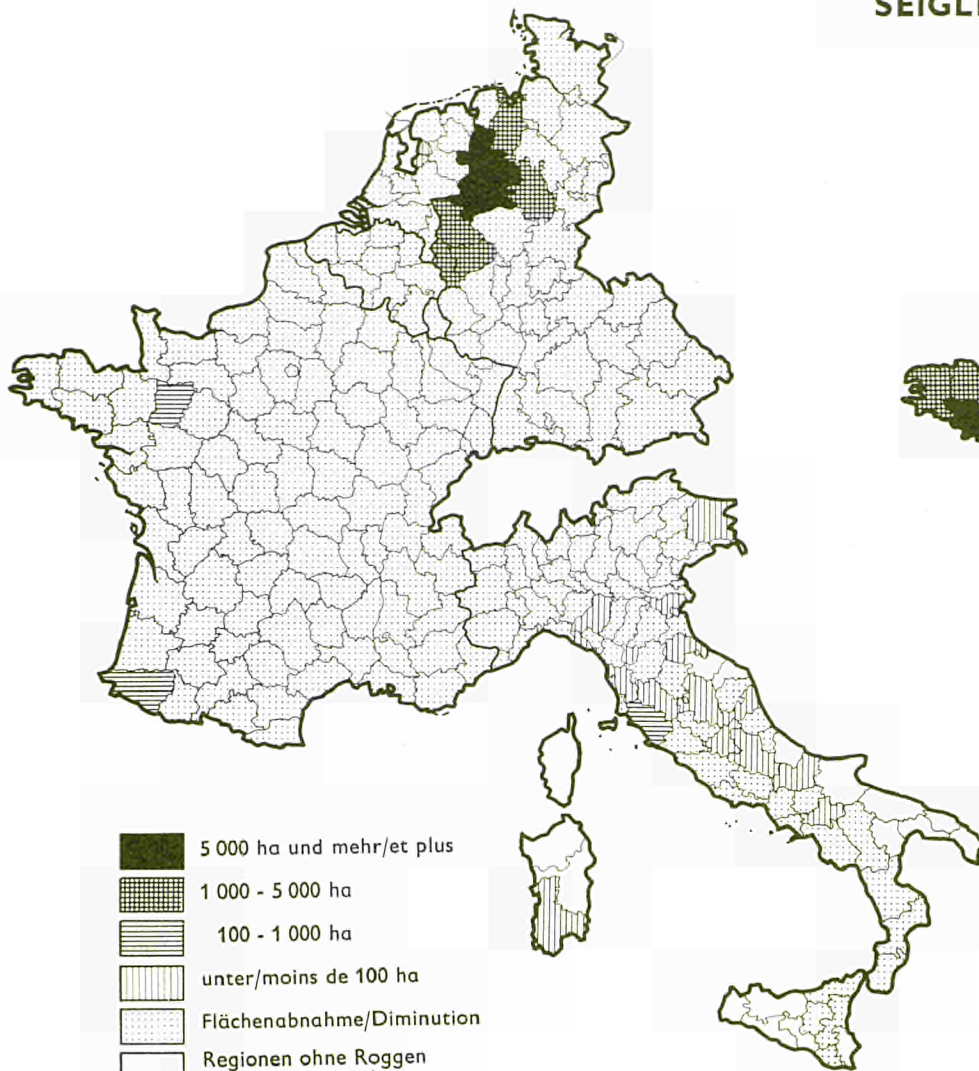 5 000 ha und mehr/et plus
1 000 - 5 000 ha
100 - 1 000 ha
unter/moins de 100 ha
Flächenabnahme/Diminution
Regionen ohne Roggen